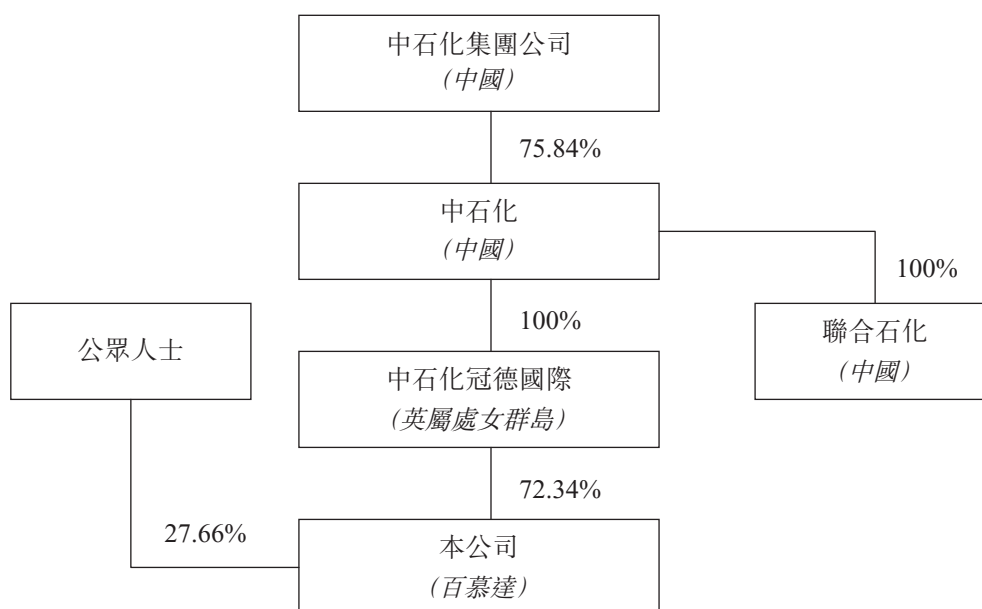 中石化集團公司
（中國）
75.84%
中石化
（中國）
100%
100%
公眾人士
聯合石化
（中國）
中石化冠德國際
（英屬處女群島）
72.34%
27.66%
本公司
（百慕達）